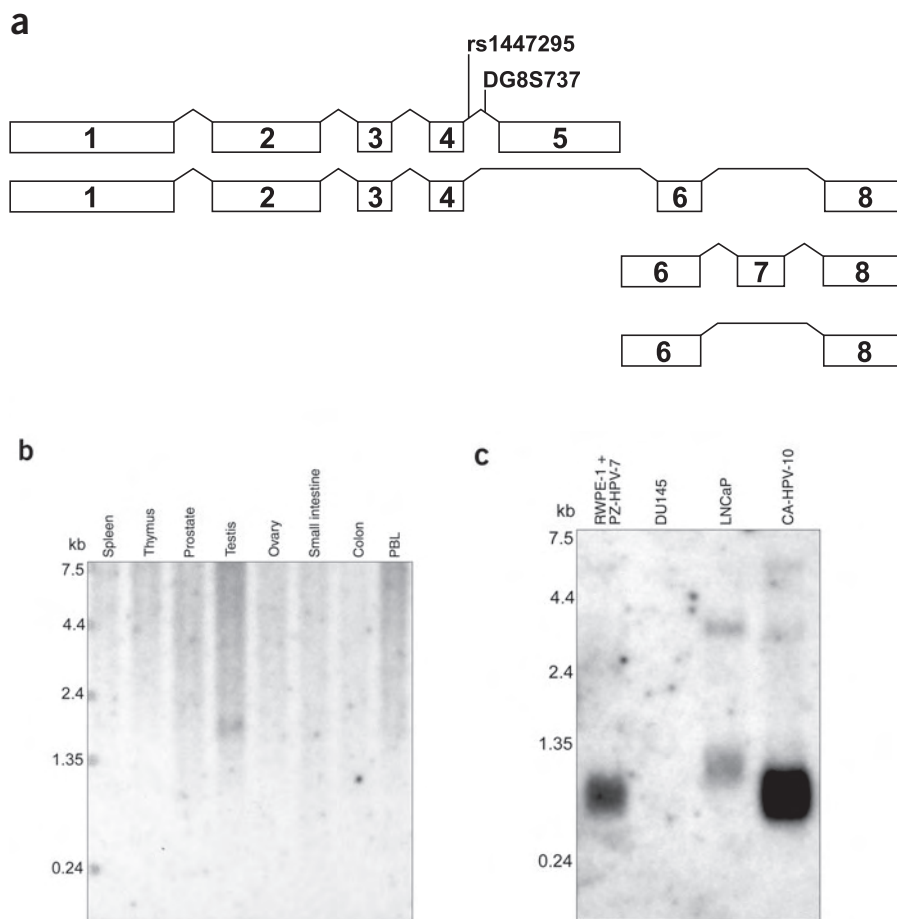 a
rs1447295
DG8S737
1 2 3 4 5
1 2 3 4 6 8
6 7 8
6 8
b
kb
Spleen
Thymus
Prostate
Testis
Ovary
Small intestine
Colon
PBL
7.5
4.4
2.4
1.35
0.24
c
kb
RWPE-1 +
PZ-HPV-7
DU145
LNCaP
CA-HPV-10
7.5
4.4
2.4
1.35
0.24